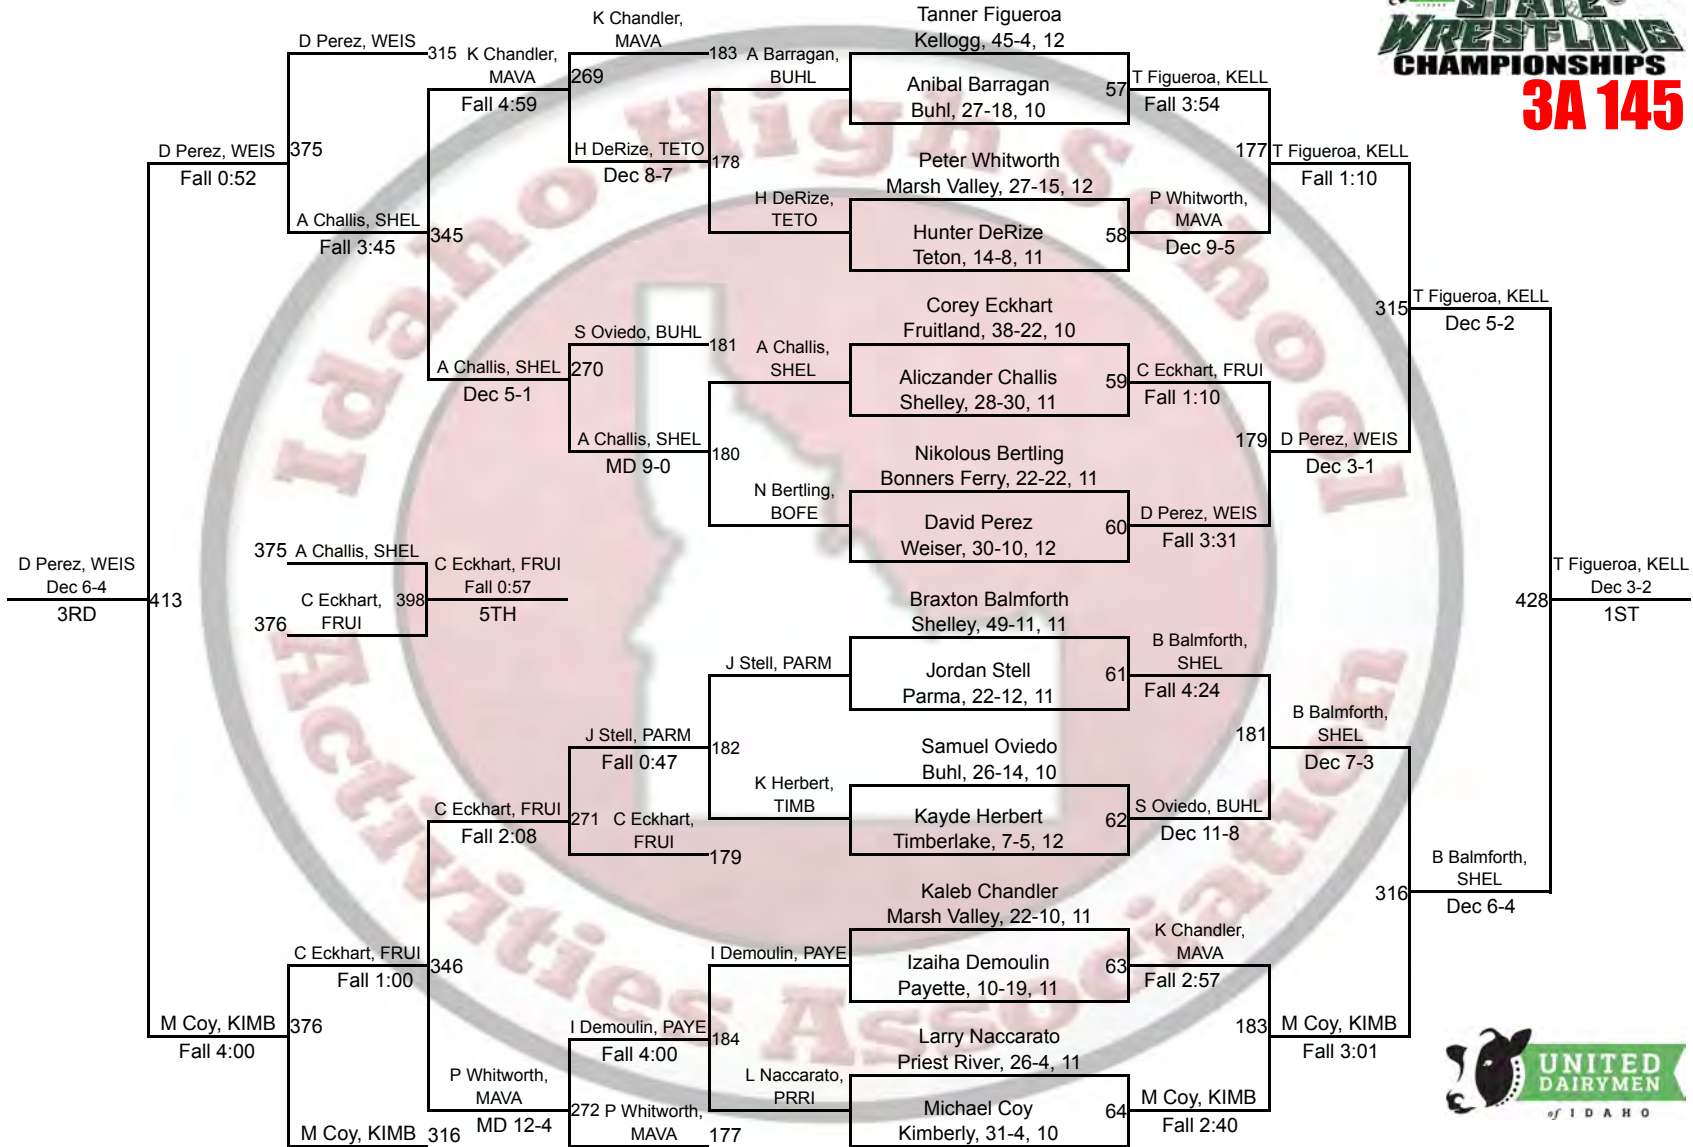 STATE
WRESTLING
CHAMPIONSHIPS
3A 145
Idaho High School
Activities Association
Tanner Figueroa
Kellogg, 45-4, 12
Anibal Barragan
Buhl, 27-18, 10
57
Peter Whitworth
Marsh Valley, 27-15, 12
Hunter DeRize
Teton, 14-8, 11
58
Corey Eckhart
Fruitland, 38-22, 10
Aliczander Challis
Shelley, 28-30, 11
59
Nikolous Bertling
Bonners Ferry, 22-22, 11
David Perez
Weiser, 30-10, 12
60
Braxton Balmforth
Shelley, 49-11, 11
Jordan Stell
Parma, 22-12, 11
61
Samuel Oviedo
Buhl, 26-14, 10
Kayde Herbert
Timberlake, 7-5, 12
62
Kaleb Chandler
Marsh Valley, 22-10, 11
Izaiha Demoulin
Payette, 10-19, 11
63
Larry Naccarato
Priest River, 26-4, 11
Michael Coy
Kimberly, 31-4, 10
64
T Figueroa, KELL
Fall 3:54
P Whitworth,
MAVA
Dec 9-5
177
C Eckhart, FRUI
Fall 1:10
D Perez, WEIS
Fall 3:31
179
B Balmforth,
SHEL
Fall 4:24
S Oviedo, BUHL
Dec 11-8
181
K Chandler,
MAVA
Fall 2:57
M Coy, KIMB
Fall 2:40
183
T Figueroa, KELL
Fall 1:10
D Perez, WEIS
Dec 3-1
315
B Balmforth,
SHEL
Dec 7-3
M Coy, KIMB
Fall 3:01
316
T Figueroa, KELL
Dec 5-2
B Balmforth,
SHEL
Dec 6-4
428
T Figueroa, KELL
Dec 3-2
1ST
A Barragan,
BUHL
H DeRize,
TETO
178
A Challis,
SHEL
N Bertling,
BOFE
180
J Stell, PARM
K Herbert,
TIMB
182
I Demoulin, PAYE
L Naccarato,
PRRI
184
K Chandler,
MAVA
183
H DeRize, TETO
Dec 8-7
269
S Oviedo, BUHL
181
A Challis, SHEL
MD 9-0
270
J Stell, PARM
Fall 0:47
C Eckhart,
FRUI
179
271
I Demoulin, PAYE
Fall 4:00
P Whitworth,
MAVA
177
272
K Chandler,
MAVA
Fall 4:59
A Challis, SHEL
Dec 5-1
345
C Eckhart, FRUI
Fall 2:08
P Whitworth,
MAVA
MD 12-4
346
D Perez, WEIS
315
A Challis, SHEL
Fall 3:45
375
C Eckhart, FRUI
Fall 1:00
M Coy, KIMB
316
376
D Perez, WEIS
Fall 0:52
M Coy, KIMB
Fall 4:00
413
D Perez, WEIS
Dec 6-4
3RD
375
A Challis, SHEL
376
C Eckhart,
FRUI
398
C Eckhart, FRUI
Fall 0:57
5TH
UNITED
DAIRYMEN
of IDAHO